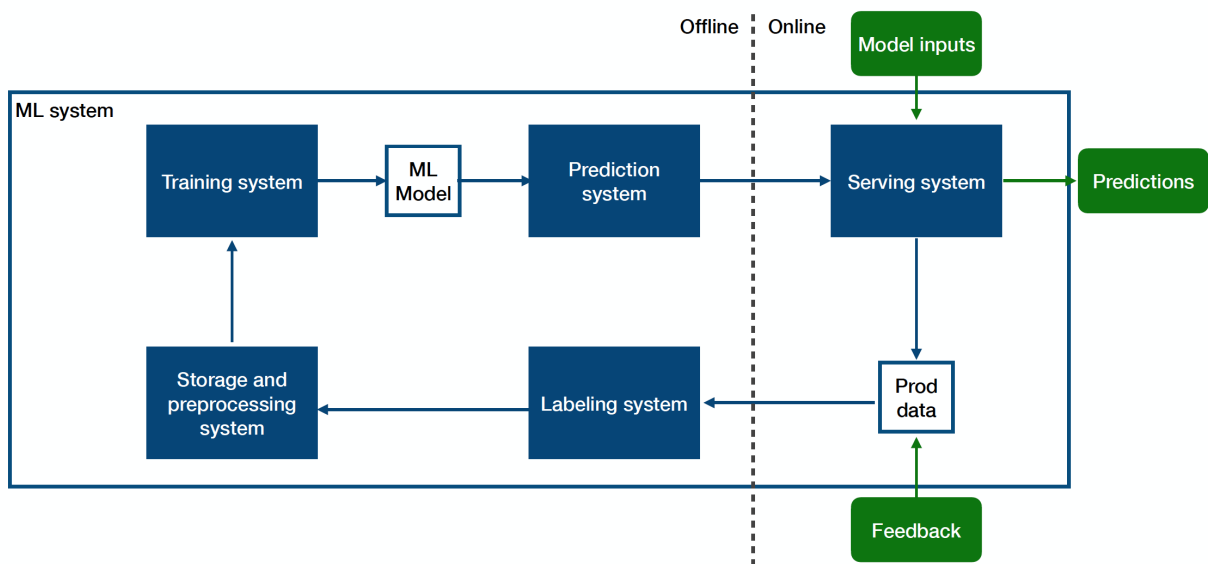 Offline
Online
Model inputs
ML system
Training system
ML
Model
Prediction
system
Serving system
Predictions
Storage and
preprocessing
system
Labeling system
Prod
data
Feedback